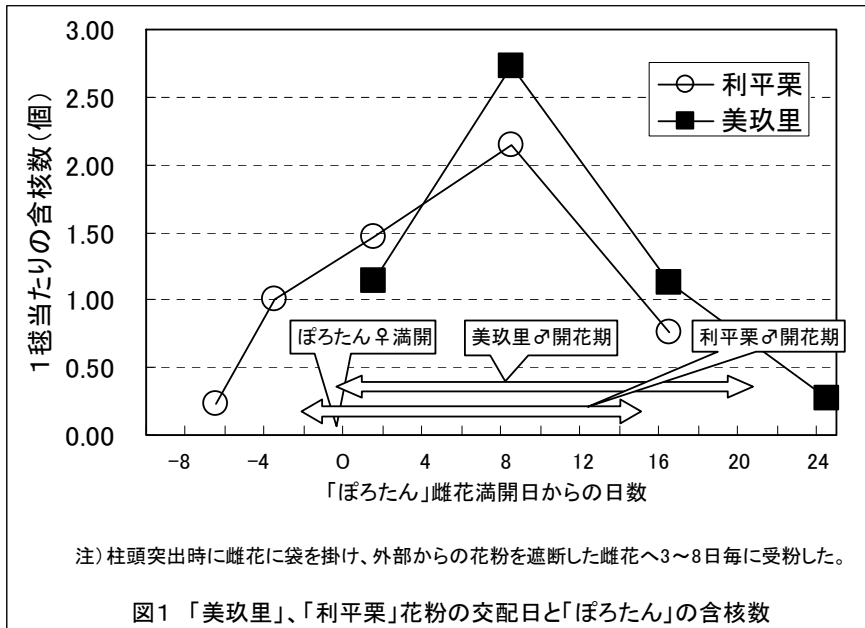 3.00
2.50
2.00
1.50
1.00
0.50
0.00
1毬当たりの含核数(個)
利平栗
美玖里
ぽろたん♀満開
美玖里♂開花期
利平栗♂開花期
-8 -4 0 4 8 12 16 20 24
「ぽろたん」雌花満開日からの日数
注)柱頭突出時に雌花に袋を掛け、外部からの花粉を遮断した雌花へ3〜8日毎に受粉した。
図1 「美玖里」、「利平栗」花粉の交配日と「ぽろたん」の含核数